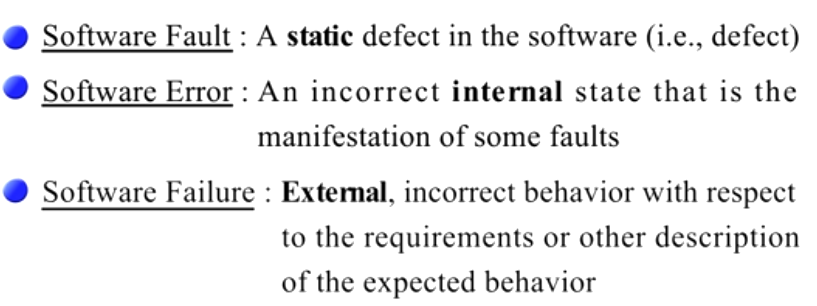 Software Fault : A static defect in the software (i.e., defect)
Software Error : An incorrect internal state that is the
manifestation of some faults
Software Failure : External, incorrect behavior with respect
to the requirements or other description
of the expected behavior